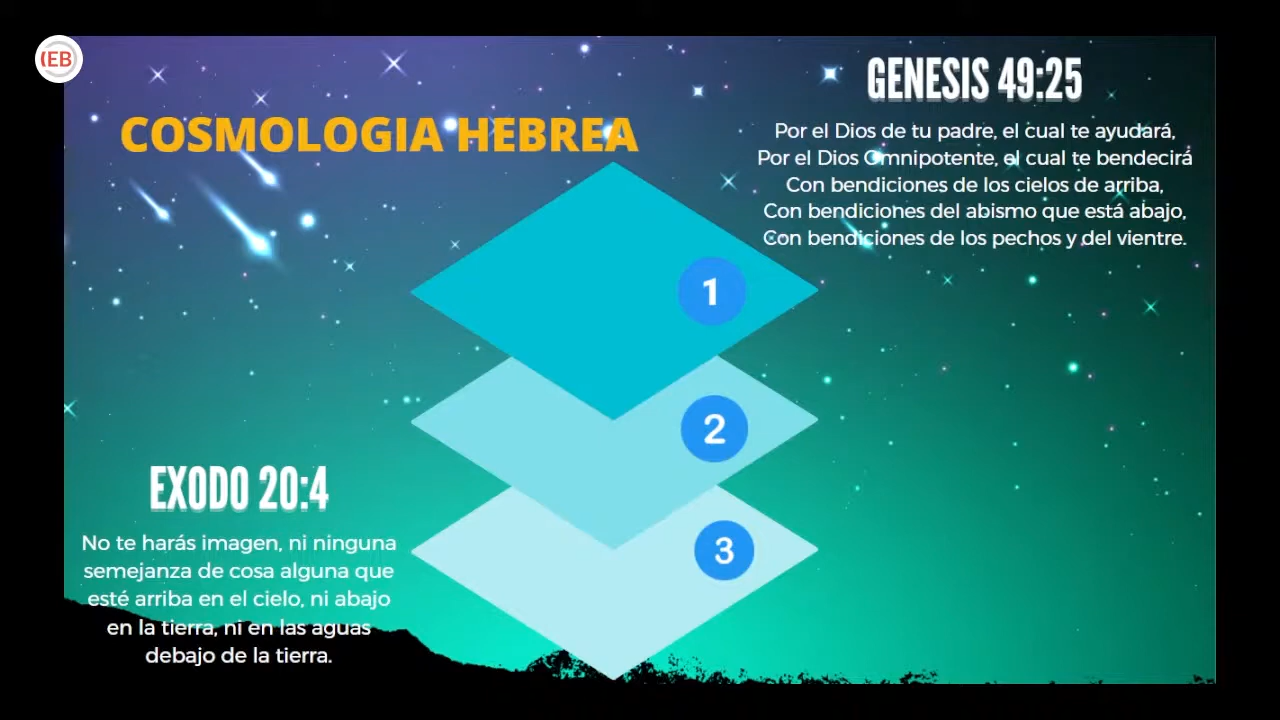 (EB)
COSMOLOGIA HEBREA
GENESIS 49:25
Por el Dios de tu padre, el cual te ayudará,
Por el Dios Omnipotente, el cual te bendecirá
Con bendiciones de los cielos de arriba,
Con bendiciones del abismo que está abajo,
Con bendiciones de los pechos y del vientre.
1
2
3
EXODO 20:4
No te harás imagen, ni ninguna
semejanza de cosa alguna que
esté arriba en el cielo, ni abajo
en la tierra, ni en las aguas
debajo de la tierra.